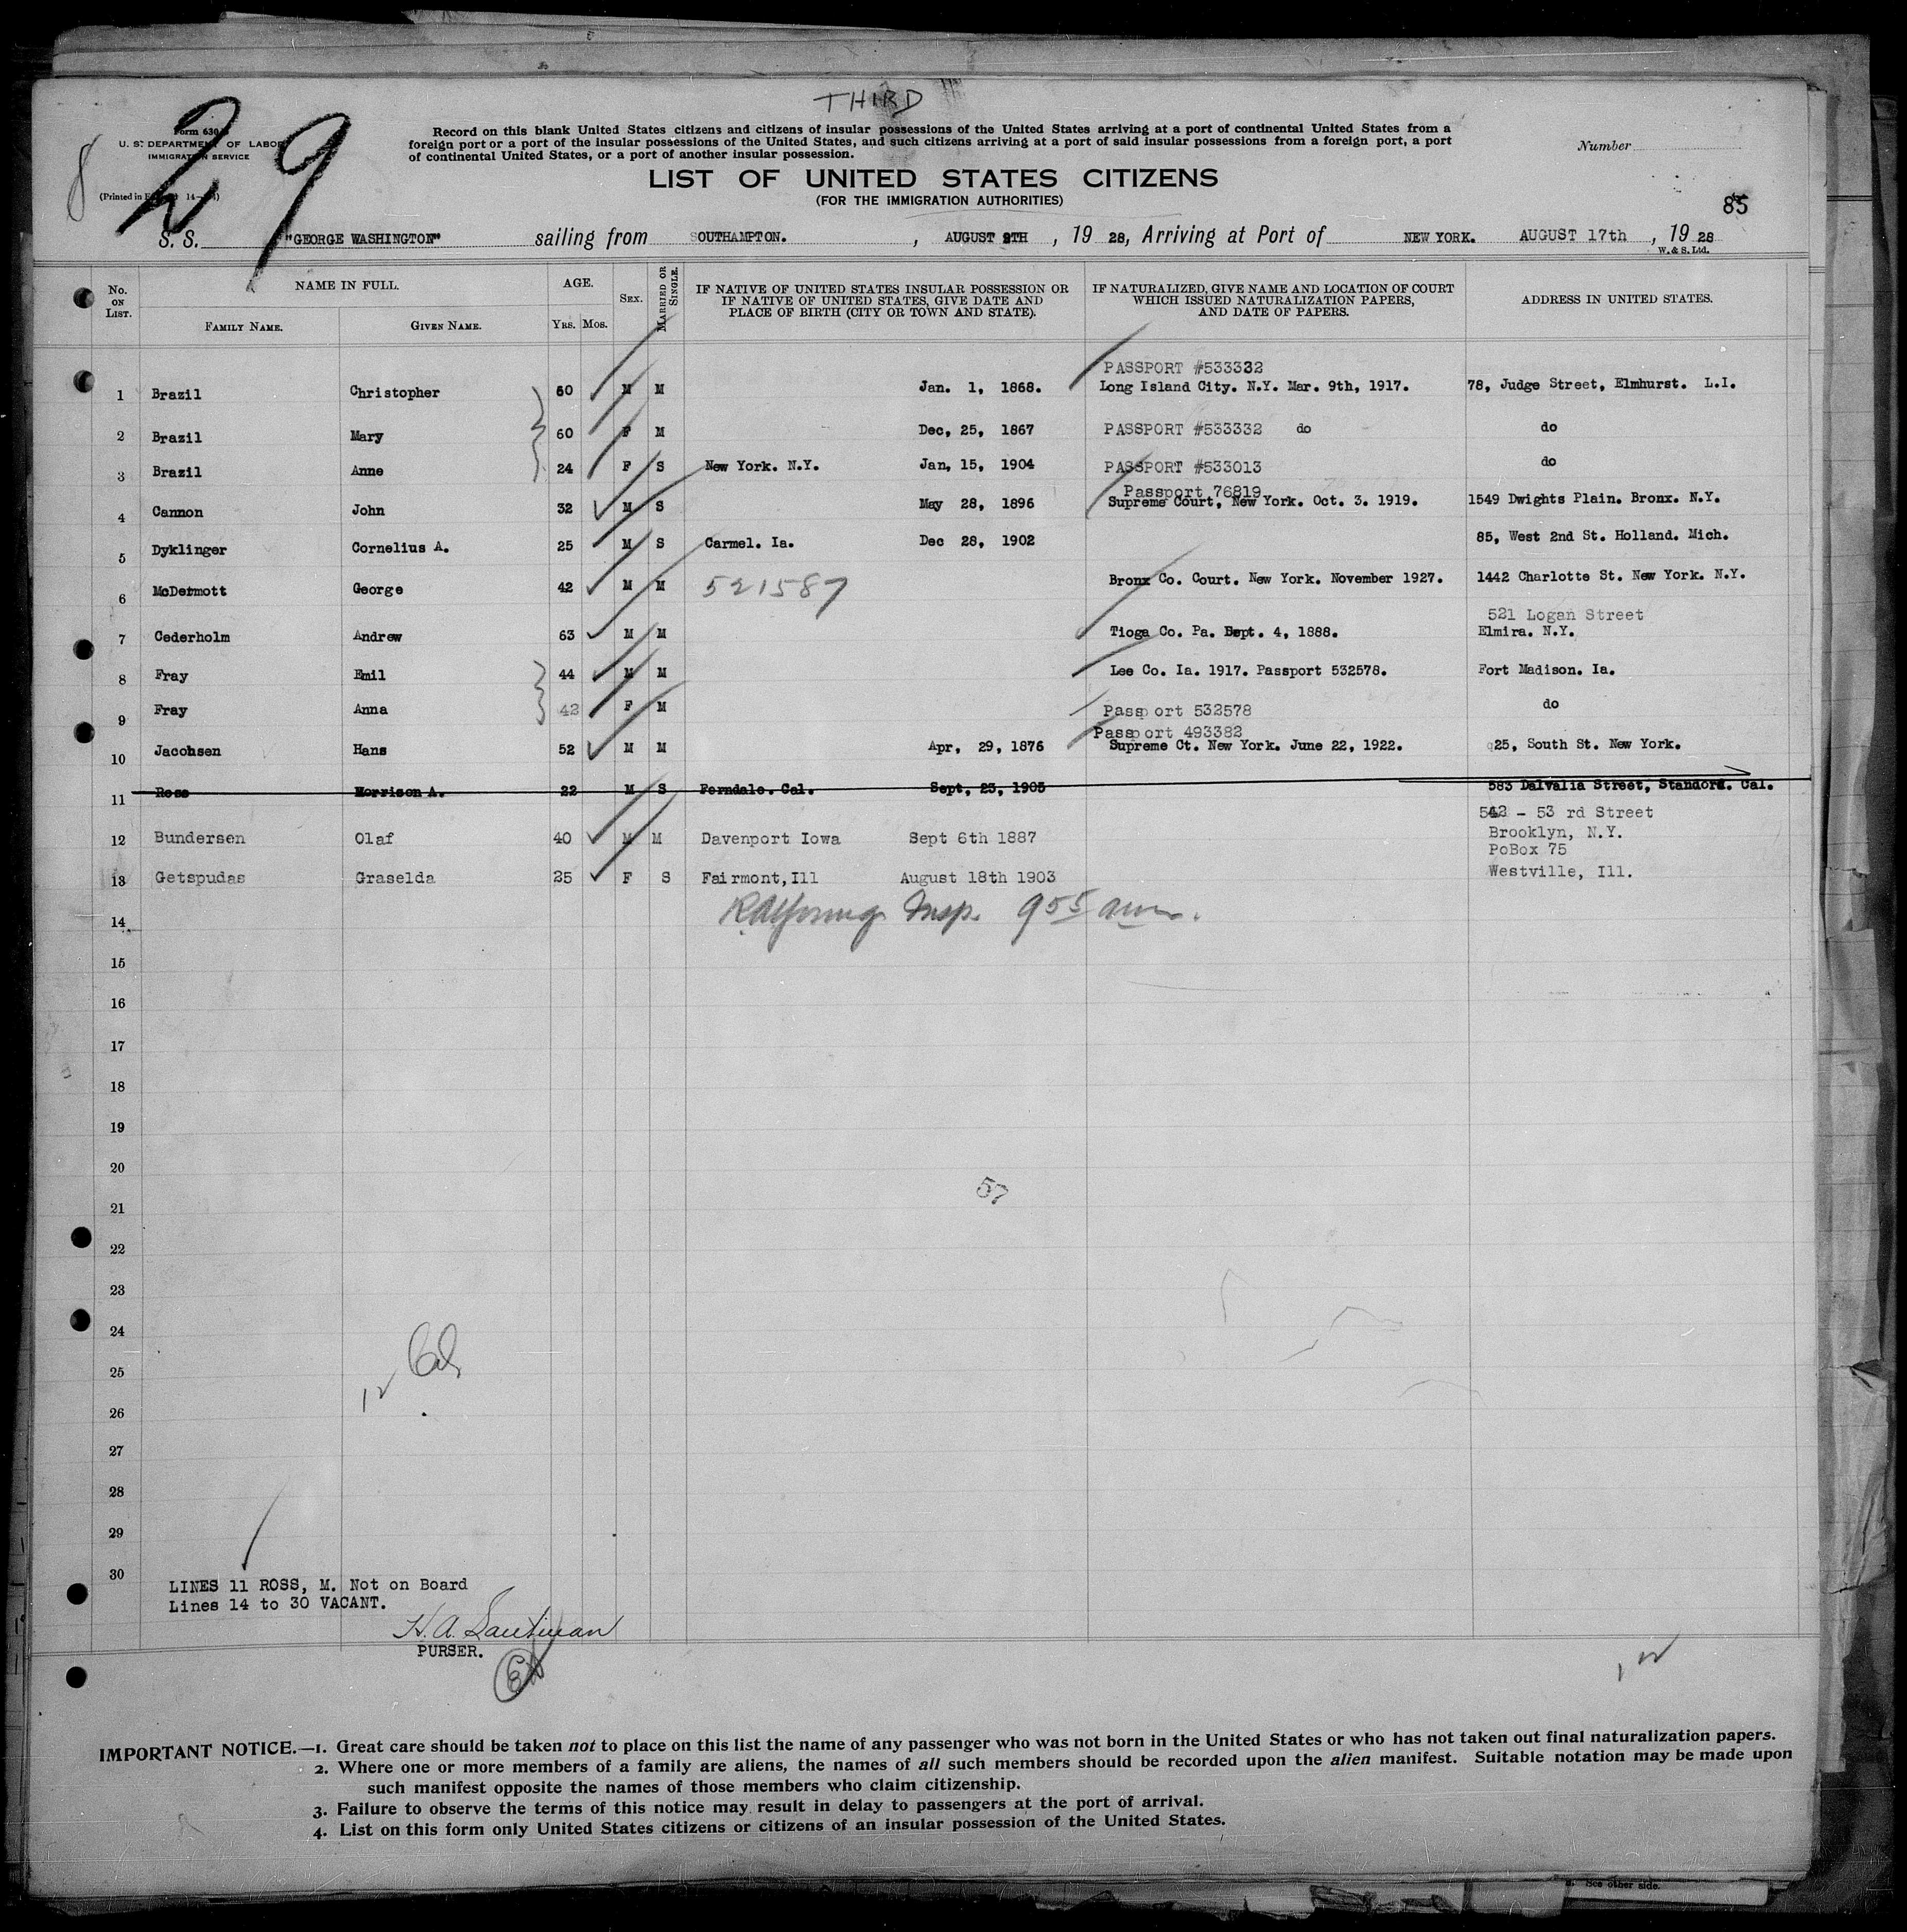 THIRD
29
8
Form 630
U. S. DEPARTMENT OF LABOR
IMMIGRATION SERVICE
(Printed in
Record on this blank United States citizens and citizens of insular possessions of the United States arriving at a port of continental United States from a
foreign port or a port of the insular possessions of the United States, and such citizens arriving at a port of said insular possessions from a foreign port, a port
of continental United States, or a port of another insular possession.
Number
LIST OF UNITED STATES CITIZENS
(FOR THE IMMIGRATION AUTHORITIES)
85
S. S. "GEORGE WASHINGTON" sailing from SOUTHAMPTON. , AUGUST 9TH , 19 28, Arriving at Port of NEW YORK. AUGUST 17th , 19 28
W. & S. Ltd.
No. ON LIST.
NAME IN FULL.
FAMILY NAME. GIVEN NAME.
AGE.
YRS. MOS.
SEX.
MARRIED OR SINGLE.
IF NATIVE OF UNITED STATES INSULAR POSSESSION OR
IF NATIVE OF UNITED STATES, GIVE DATE AND
PLACE OF BIRTH (CITY OR TOWN AND STATE).
IF NATURALIZED, GIVE NAME AND LOCATION OF COURT
WHICH ISSUED NATURALIZATION PAPERS,
AND DATE OF PAPERS.
ADDRESS IN UNITED STATES.
PASSPORT #533332
1 Brazil Christopher 60 M M Jan. 1, 1868. Long Island City. N.Y. Mar. 9th, 1917. 78, Judge Street, Elmhurst. L.I.
2 Brazil Mary 60 F M Dec, 25, 1867 PASSPORT #533332 do do
3 Brazil Anne 24 F S New York. N.Y. Jan, 15, 1904 PASSPORT #533013 do
Passport 76819
4 Cannon John 32 M S May 28, 1896 Supreme Court, New York. Oct. 3. 1919. 1549 Dwights Plain. Bronx. N.Y.
5 Dyklinger Cornelius A. 25 M S Carmel. Ia. Dec 28, 1902 85, West 2nd St. Holland. Mich.
6 McDermott George 42 M M 521587 Bronx Co. Court. New York. November 1927. 1442 Charlotte St. New York. N.Y.
521 Logan Street
7 Cederholm Andrew 63 M M Tioga Co. Pa. Sept. 4, 1888. Elmira. N.Y.
8 Fray Emil 44 M M Lee Co. Ia. 1917. Passport 532578. Fort Madison. Ia.
9 Fray Anna 42 F M Passport 532578 do
Passport 493382
10 Jacobsen Hans 52 M M Apr, 29, 1876 Supreme Ct. New York. June 22, 1922. 25, South St. New York.
11 Ross Morrison A. 22 M S Ferndale. Cal. Sept, 23, 1905 583 Dalvalia Street, Standord. Cal.
542 - 53 rd Street
12 Bundersen Olaf 40 M M Davenport Iowa Sept 6th 1887 Brooklyn, N.Y.
PoBox 75
13 Getspudas Graselda 25 F S Fairmont,Ill August 18th 1903 Westville, Ill.
14 Insp. 9 55 am.
15
16
17
18
19
20
57
21
22
23
24
25
12
26
27
28
29
30
LINES 11 ROSS, M. Not on Board
Lines 14 to 30 VACANT.
PURSER.
IMPORTANT NOTICE.—1. Great care should be taken not to place on this list the name of any passenger who was not born in the United States or who has not taken out final naturalization papers.
2. Where one or more members of a family are aliens, the names of all such members should be recorded upon the alien manifest. Suitable notation may be made upon
such manifest opposite the names of those members who claim citizenship.
3. Failure to observe the terms of this notice may result in delay to passengers at the port of arrival.
4. List on this form only United States citizens or citizens of an insular possession of the United States.
See other side.